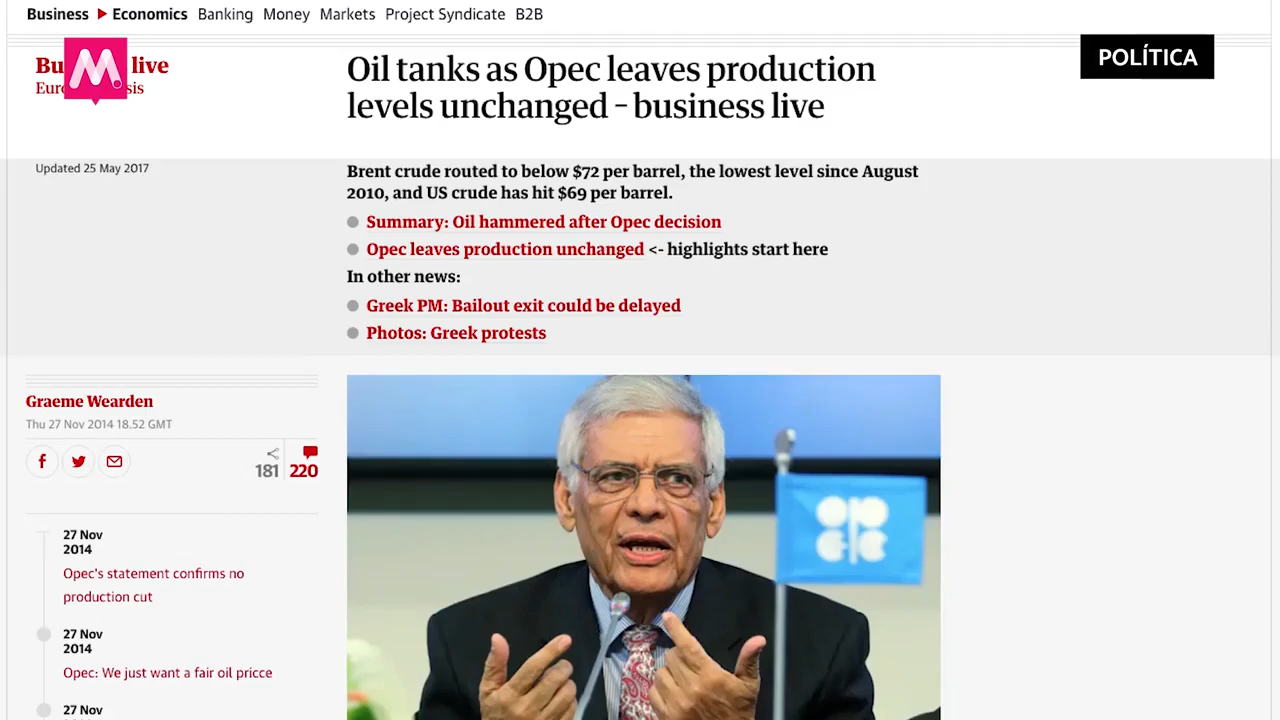 Business Economics Banking Money Markets Project Syndicate B2B
POLÍTICA
Bu M live
Euro sis
Oil tanks as Opec leaves production
levels unchanged – business live
Updated 25 May 2017
Brent crude routed to below $72 per barrel, the lowest level since August
2010, and US crude has hit $69 per barrel.
Summary: Oil hammered after Opec decision
Opec leaves production unchanged <- highlights start here
In other news:
Greek PM: Bailout exit could be delayed
Photos: Greek protests
Graeme Wearden
Thu 27 Nov 2014 18.52 GMT
181 220
27 Nov
2014
Opec's statement confirms no
production cut
27 Nov
2014
Opec: We just want a fair oil pricce
27 Nov